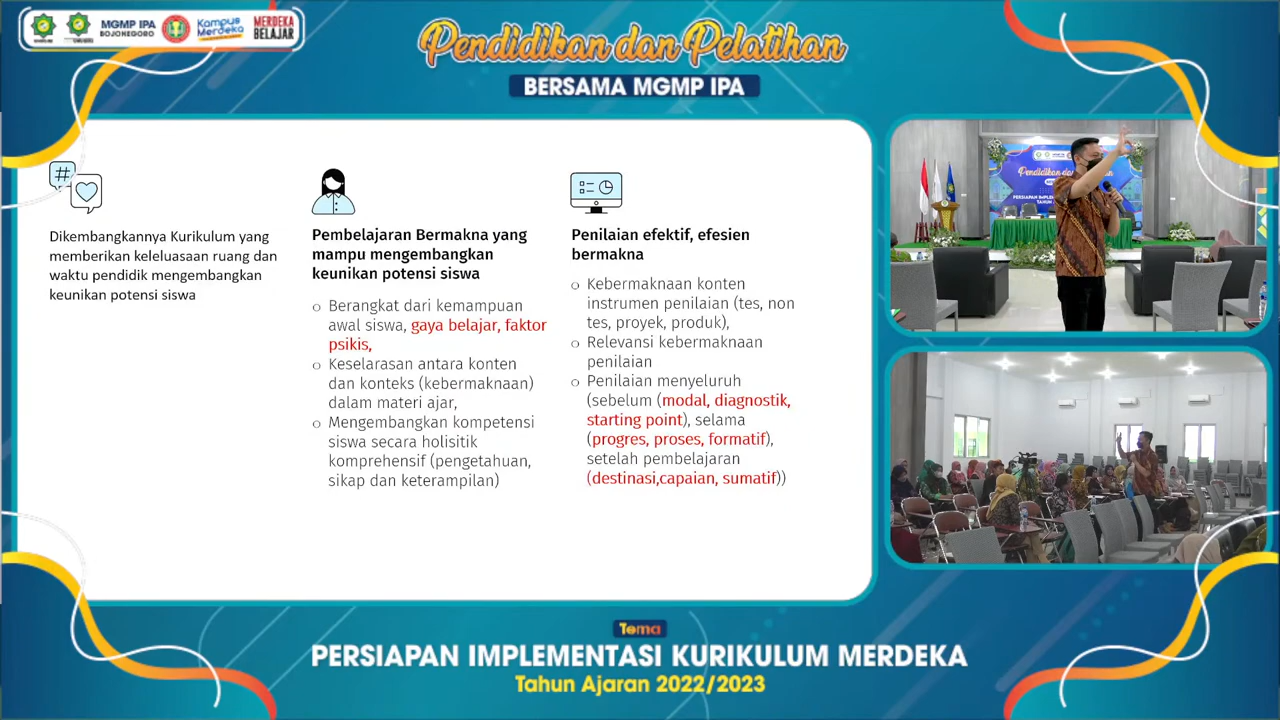 MGMP IPA
BOJONEGORO
Kampus
Merdeka
MERDEKA
BELAJAR
Pendidikan dan Pelatihan
BERSAMA MGMP IPA
#
Dikembangkannya Kurikulum yang
memberikan keleluasaan ruang dan
waktu pendidik mengembangkan
keunikan potensi siswa
Pembelajaran Bermakna yang
mampu mengembangkan
keunikan potensi siswa
Berangkat dari kemampuan
awal siswa, gaya belajar, faktor
psikis,
Keselarasan antara konten
dan konteks (kebermaknaan)
dalam materi ajar,
Mengembangkan kompetensi
siswa secara holisitik
komprehensif (pengetahuan,
sikap dan keterampilan)
Penilaian efektif, efesien
bermakna
Kebermaknaan konten
instrumen penilaian (tes, non
tes, proyek, produk),
Relevansi kebermaknaan
penilaian
Penilaian menyeluruh
(sebelum (modal, diagnostik,
starting point), selama
(progres, proses, formatif),
setelah pembelajaran
(destinasi,capaian, sumatif))
Pendidikan dan
Tema
PERSIAPAN IMPLEMENTASI KURIKULUM MERDEKA
Tahun Ajaran 2022/2023